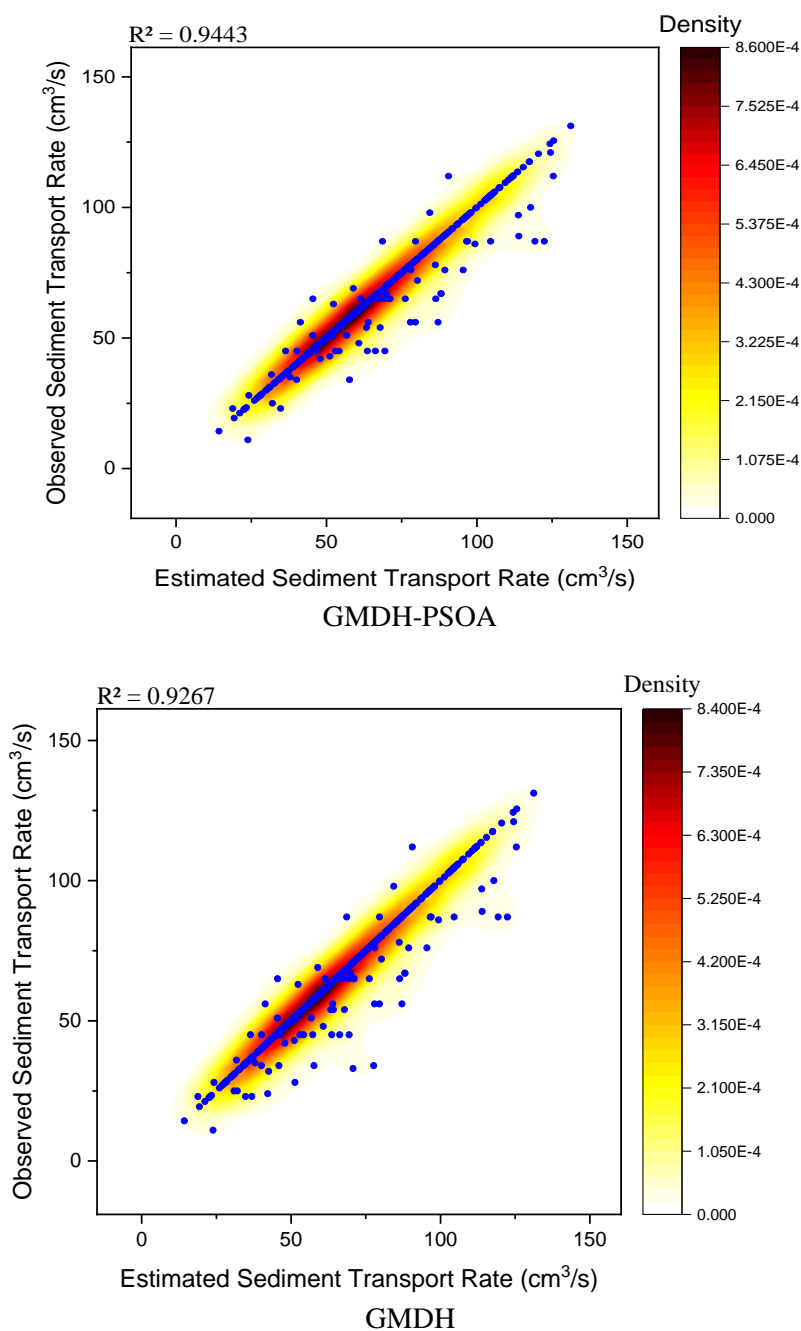 R² = 0.9443
Density
8.600E-4
7.525E-4
6.450E-4
5.375E-4
4.300E-4
3.225E-4
2.150E-4
1.075E-4
0.000
Observed Sediment Transport Rate (cm³/s)
150
100
50
0
0 50 100 150
Estimated Sediment Transport Rate (cm³/s)
GMDH-PSOA
R² = 0.9267
Density
8.400E-4
7.350E-4
6.300E-4
5.250E-4
4.200E-4
3.150E-4
2.100E-4
1.050E-4
0.000
Observed Sediment Transport Rate (cm³/s)
150
100
50
0
0 50 100 150
Estimated Sediment Transport Rate (cm³/s)
GMDH